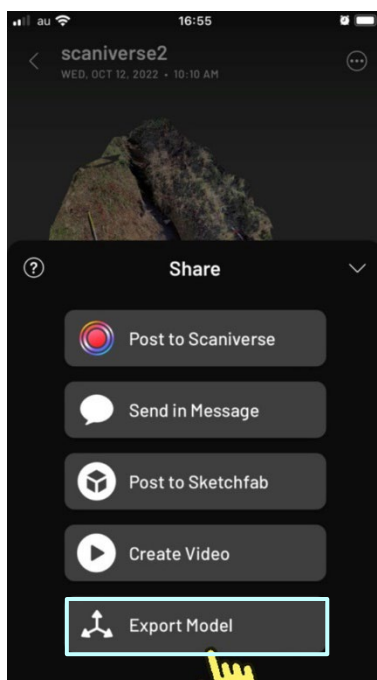 au 16:55
scaniverse2
WED, OCT 12, 2022 • 10:10 AM
? Share
Post to Scaniverse
Send in Message
Post to Sketchfab
Create Video
Export Model